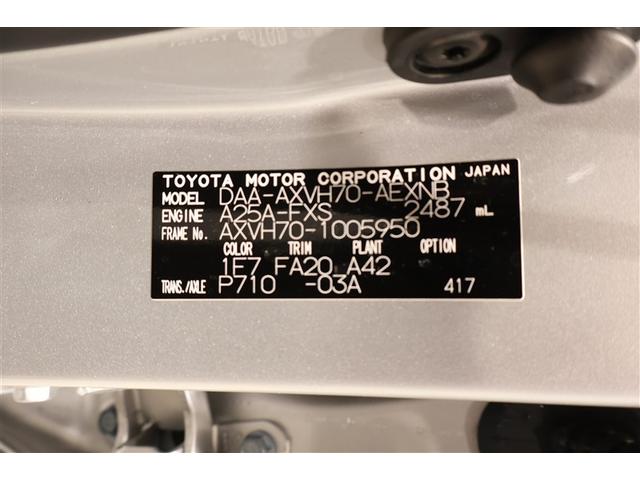 TOYOTA MOTOR CORPORATION JAPAN
MODEL DAA-AXVH70-AEXNB
ENGINE A25A-FXS 2487 mL
FRAME No. AXVH70-1005950
COLOR TRIM PLANT OPTION
1F7 FA20 A42
TRANS./AXLE P710 -03A 417